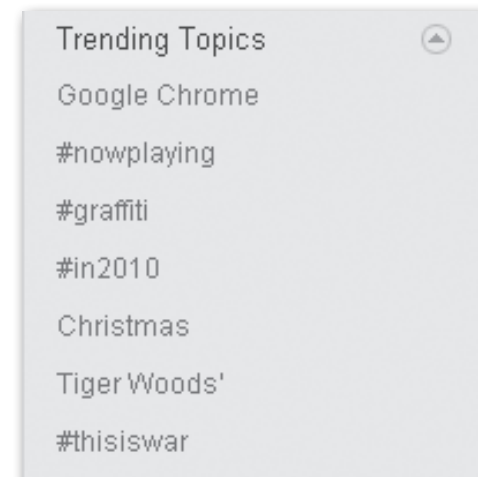 Trending Topics
Google Chrome
#nowplaying
#graffiti
#in2010
Christmas
Tiger Woods'
#thisiswar